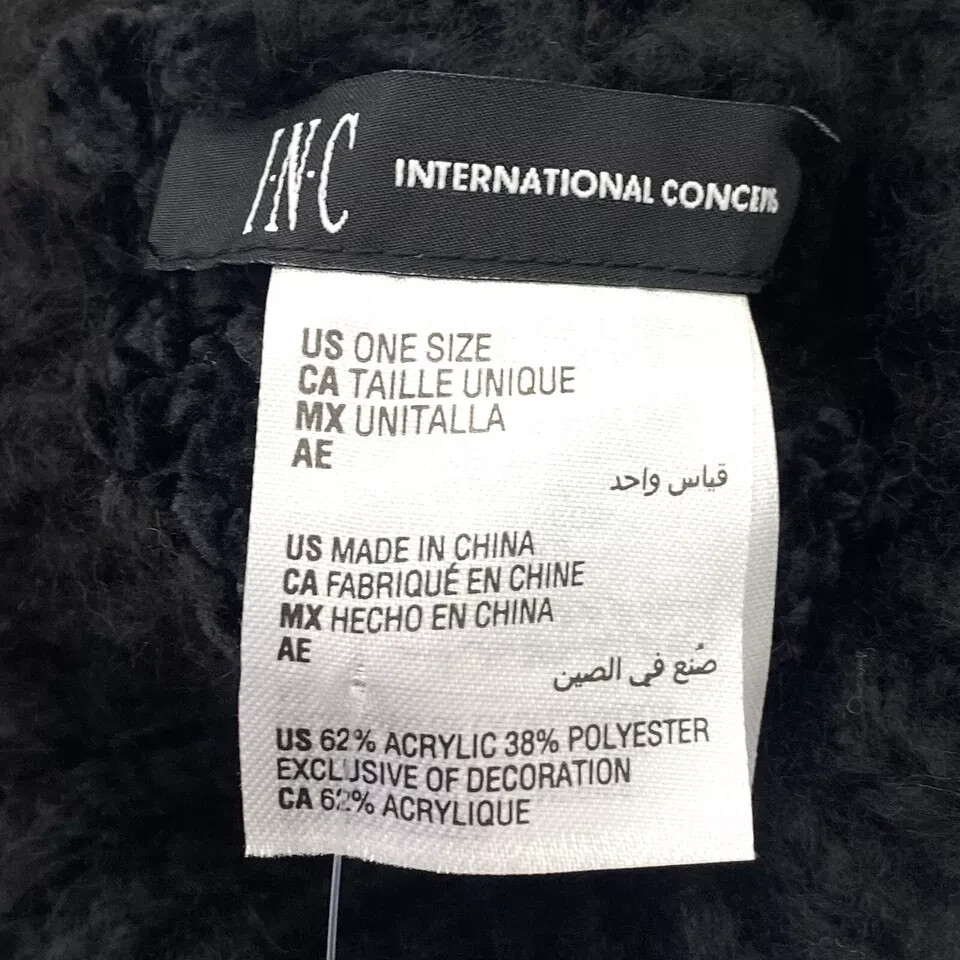 I·N·C INTERNATIONAL CONCEPTS
US ONE SIZE
CA TAILLE UNIQUE
MX UNITALLA
AE
قياس واحد
US MADE IN CHINA
CA FABRIQUÉ EN CHINE
MX HECHO EN CHINA
AE
صُنع في الصين
US 62% ACRYLIC 38% POLYESTER
EXCLUSIVE OF DECORATION
CA 62% ACRYLIQUE